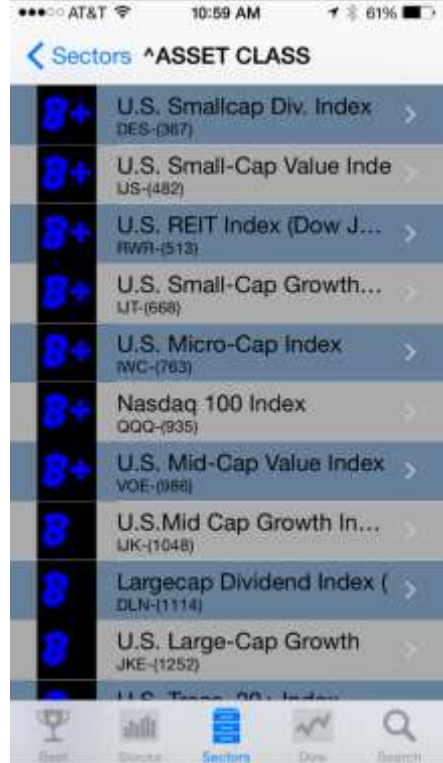 AT&T 10:59 AM 61%
Sectors ^ASSET CLASS
8+ U.S. Smallcap Div. Index
DES-(367)
8+ U.S. Small-Cap Value Inde
IJS-(482)
8+ U.S. REIT Index (Dow J...
RWR-(513)
8+ U.S. Small-Cap Growth...
IJT-(668)
8+ U.S. Micro-Cap Index
IWC-(763)
8+ Nasdaq 100 Index
QQQ-(935)
8+ U.S. Mid-Cap Value Index
VOE-(986)
8 U.S.Mid Cap Growth In...
IJK-(1048)
8 Largecap Dividend Index (
DLN-(1114)
8 U.S. Large-Cap Growth
JKE-(1252)
U.S. Treas. 20+ Index
Best Stocks Sectors Dow Search